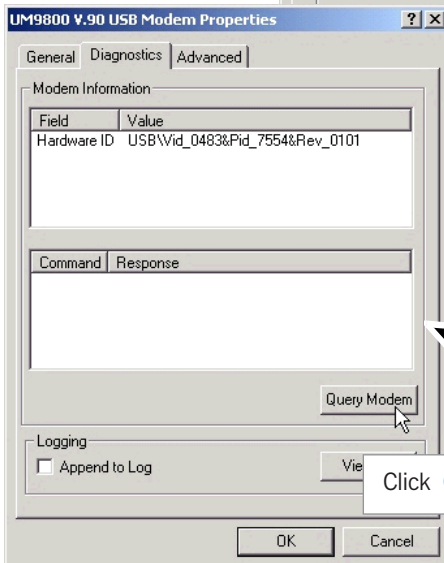 UM9800 V.90 USB Modem Properties
General Diagnostics Advanced
Modem Information
Field Value
Hardware ID USB\Vid_0483&Pid_7554&Rev_0101
Command Response
Query Modem
Logging
Append to Log
Click
OK Cancel